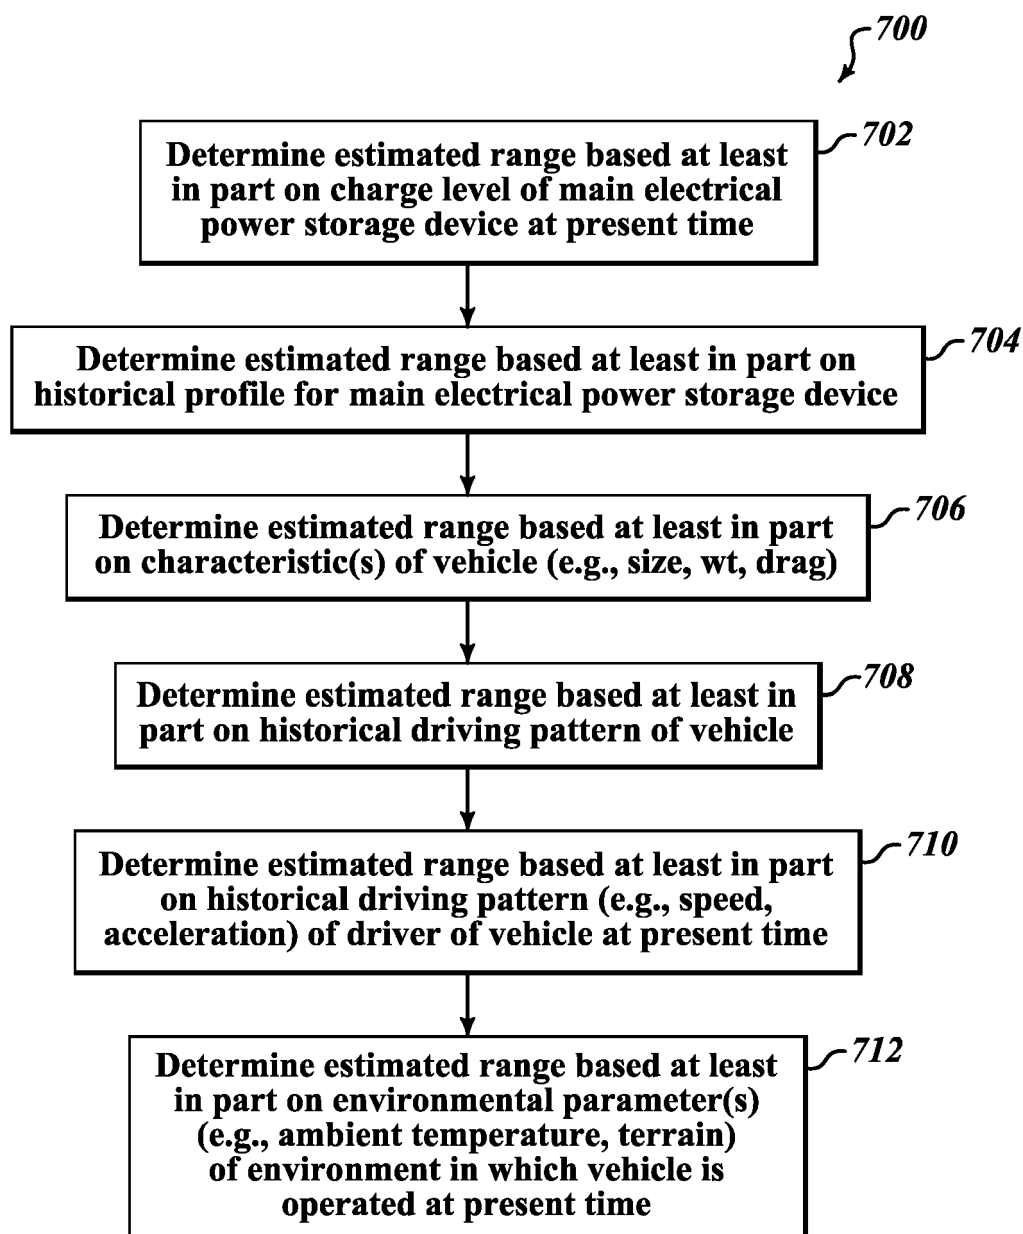 700
702
Determine estimated range based at least
in part on charge level of main electrical
power storage device at present time
704
Determine estimated range based at least in part on
historical profile for main electrical power storage device
706
Determine estimated range based at least in part
on characteristic(s) of vehicle (e.g., size, wt, drag)
708
Determine estimated range based at least in
part on historical driving pattern of vehicle
710
Determine estimated range based at least in part
on historical driving pattern (e.g., speed,
acceleration) of driver of vehicle at present time
712
Determine estimated range based at least
in part on environmental parameter(s)
(e.g., ambient temperature, terrain)
of environment in which vehicle is
operated at present time